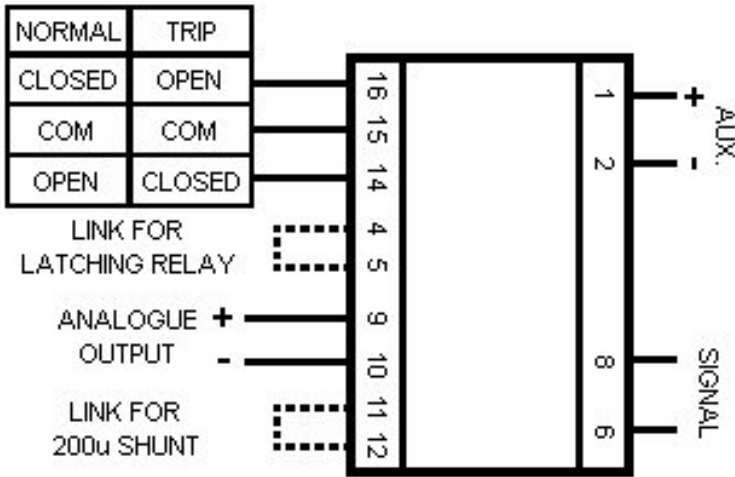 NORMAL TRIP
CLOSED OPEN
COM COM
OPEN CLOSED
LINK FOR
LATCHING RELAY
ANALOGUE +
OUTPUT -
LINK FOR
200u SHUNT
16
15
14
4
5
9
10
11
12
1
2
8
6
+
-
AUX.
SIGNAL